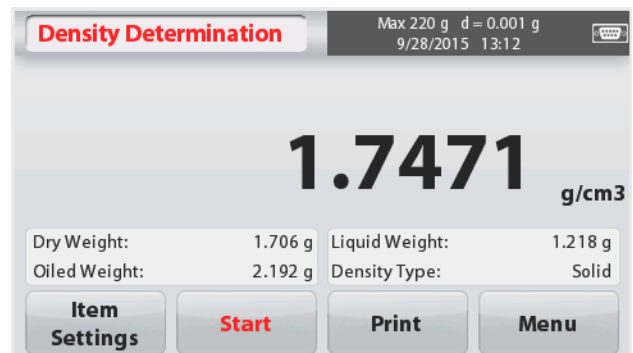 Density Determination
Max 220 g d = 0.001 g
9/28/2015 13:12
1.7471 g/cm3
Dry Weight: 1.706 g
Liquid Weight: 1.218 g
Oiled Weight: 2.192 g
Density Type: Solid
Item Settings
Start
Print
Menu